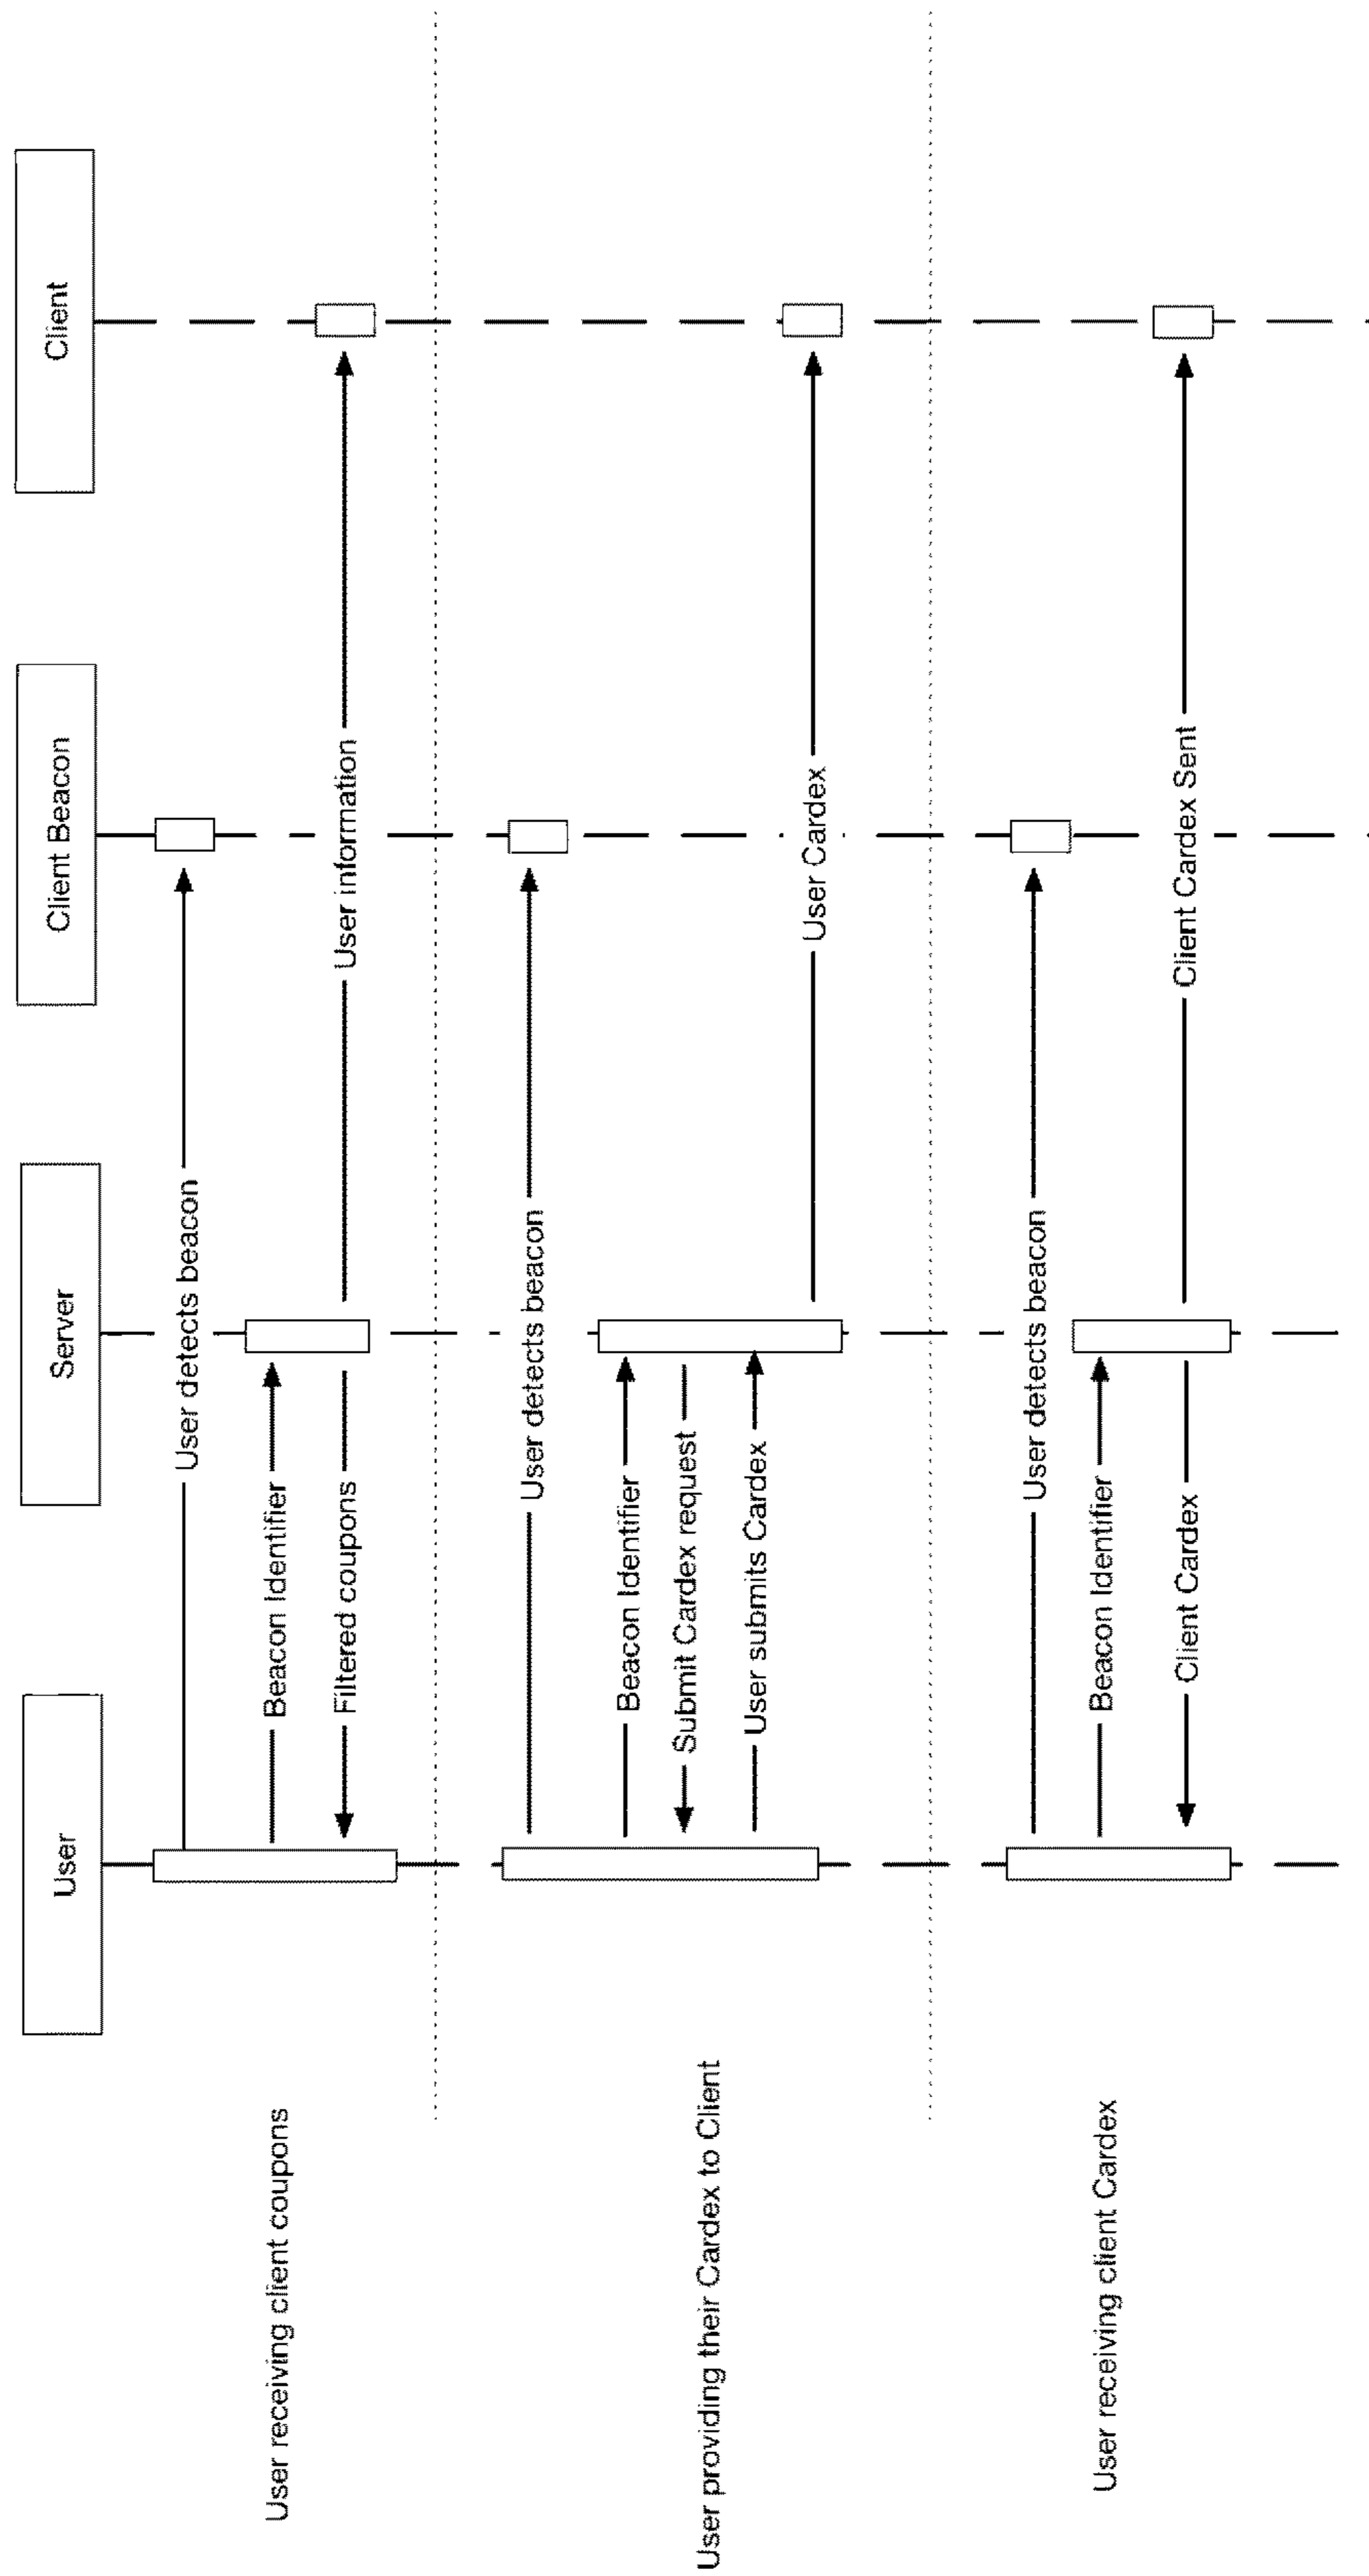 User
Server
Client Beacon
Client
User receiving client coupons
User detects beacon
Beacon Identifier
Filtered coupons
User information
User providing their Cardex to Client
User detects beacon
Beacon Identifier
Submit Cardex request
User submits Cardex
User Cardex
User receiving client Cardex
User detects beacon
Beacon Identifier
Client Cardex
Client Cardex Sent